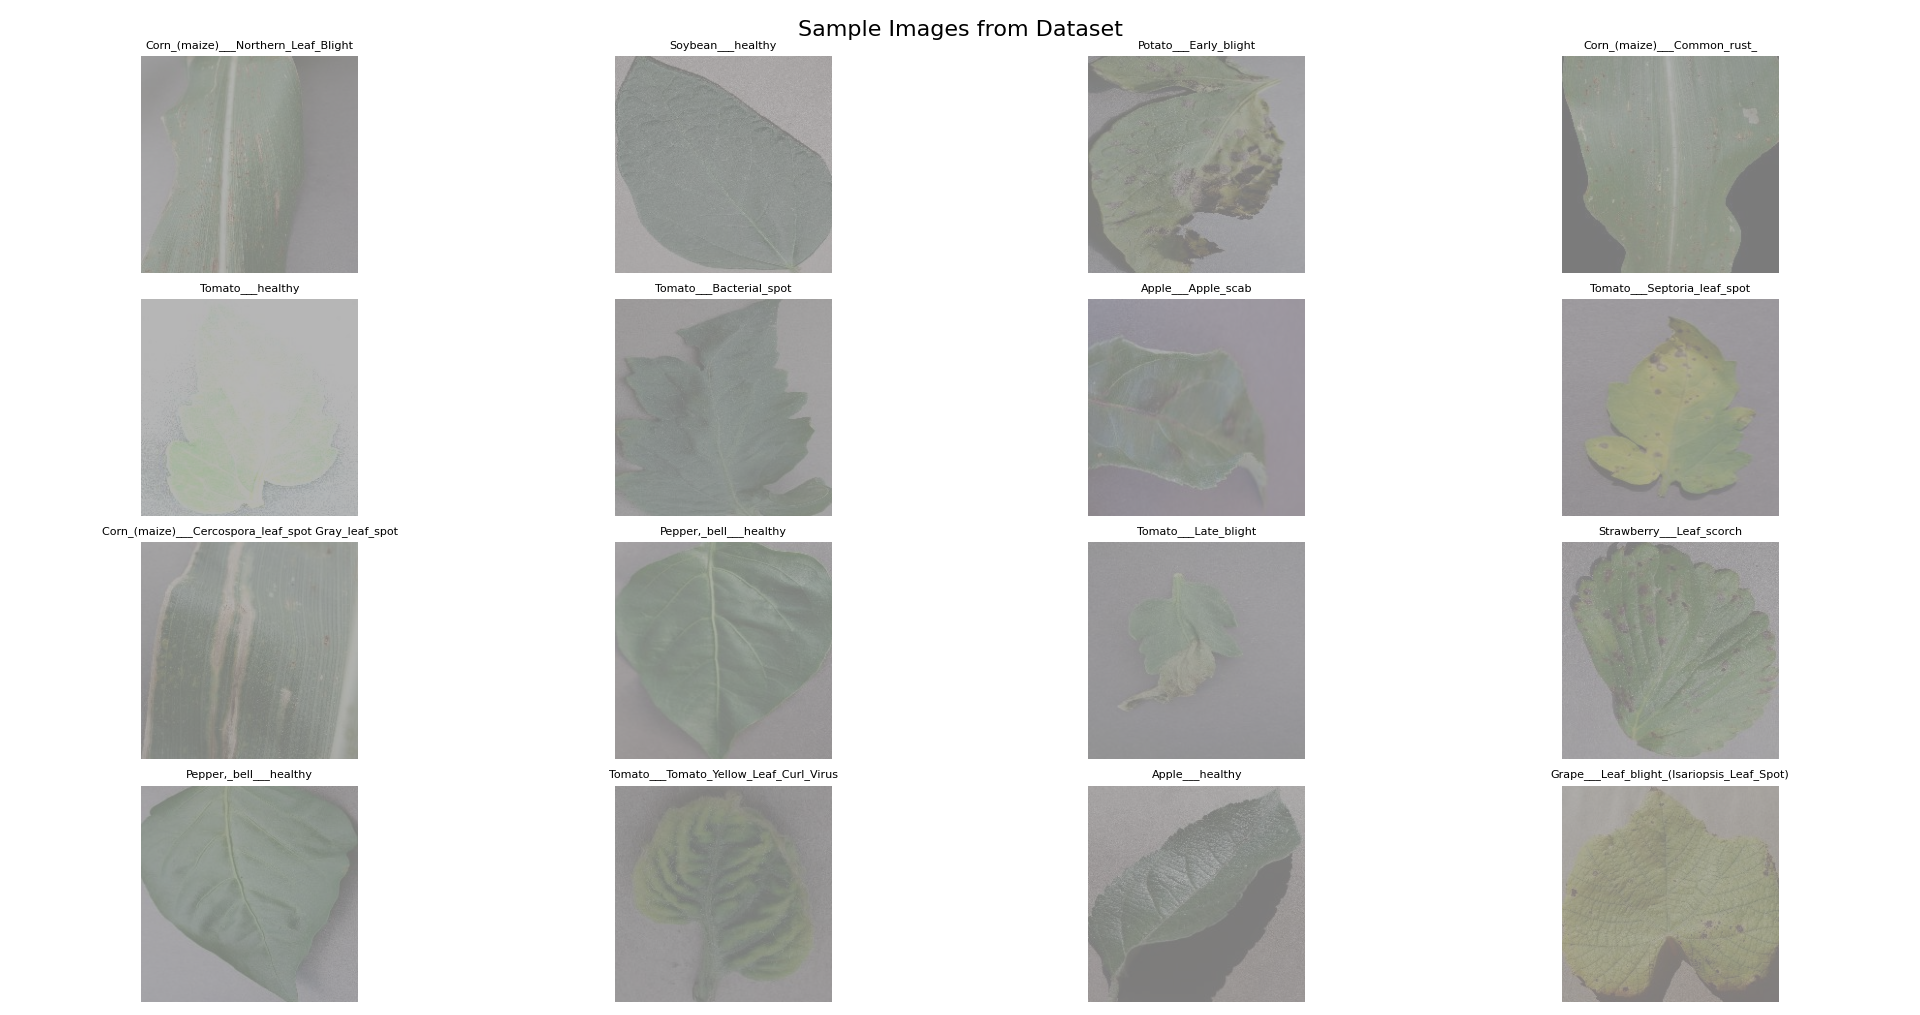 Sample Images from Dataset
Corn_(maize)___Northern_Leaf_Blight
Soybean___healthy
Potato___Early_blight
Corn_(maize)___Common_rust_
Tomato___healthy
Tomato___Bacterial_spot
Apple___Apple_scab
Tomato___Septoria_leaf_spot
Corn_(maize)___Cercospora_leaf_spot Gray_leaf_spot
Pepper,_bell___healthy
Tomato___Late_blight
Strawberry___Leaf_scorch
Pepper,_bell___healthy
Tomato___Tomato_Yellow_Leaf_Curl_Virus
Apple___healthy
Grape___Leaf_blight_(Isariopsis_Leaf_Spot)